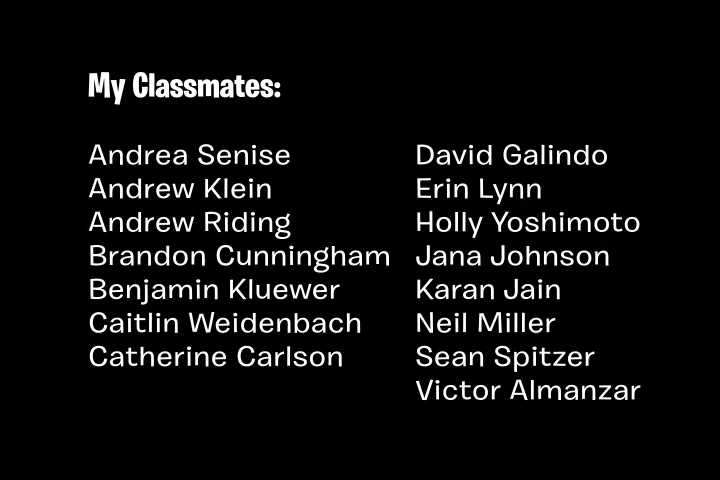 My Classmates:
Andrea Senise
Andrew Klein
Andrew Riding
Brandon Cunningham
Benjamin Kluewer
Caitlin Weidenbach
Catherine Carlson
David Galindo
Erin Lynn
Holly Yoshimoto
Jana Johnson
Karan Jain
Neil Miller
Sean Spitzer
Victor Almanzar